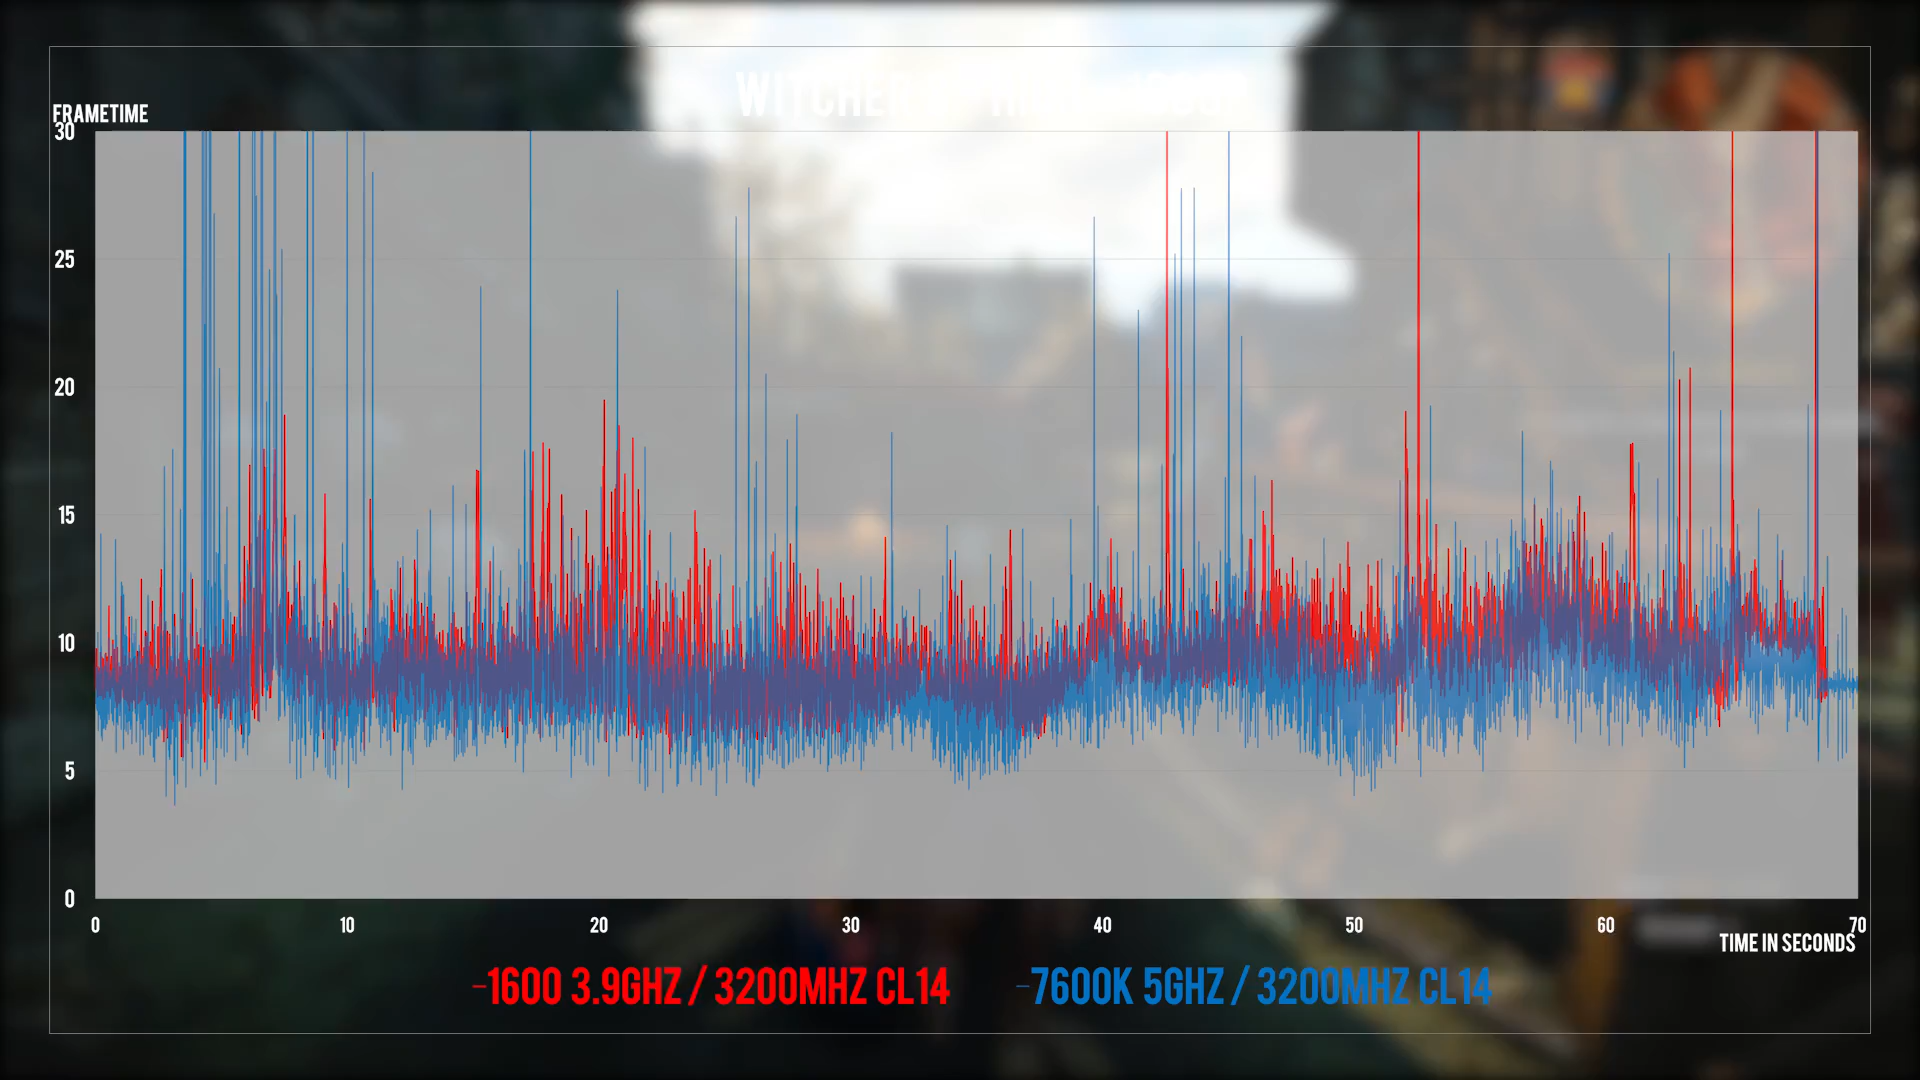 FRAMETIME
30
25
20
15
10
5
0
0 10 20 30 40 50 60 70
TIME IN SECONDS
-1600 3.9GHZ / 3200MHZ CL14 -7600K 5GHZ / 3200MHZ CL14